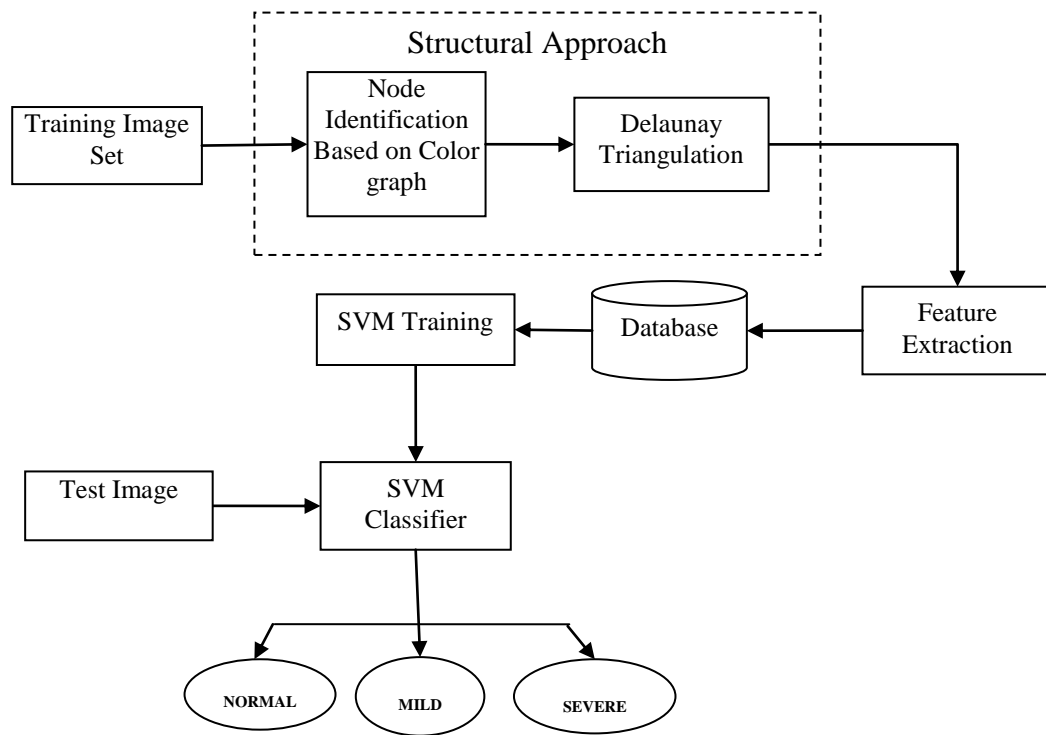 Structural Approach
Training Image
Set
Node
Identification
Based on Color
graph
Delaunay
Triangulation
SVM Training
Database
Feature
Extraction
Test Image
SVM
Classifier
NORMAL
MILD
SEVERE